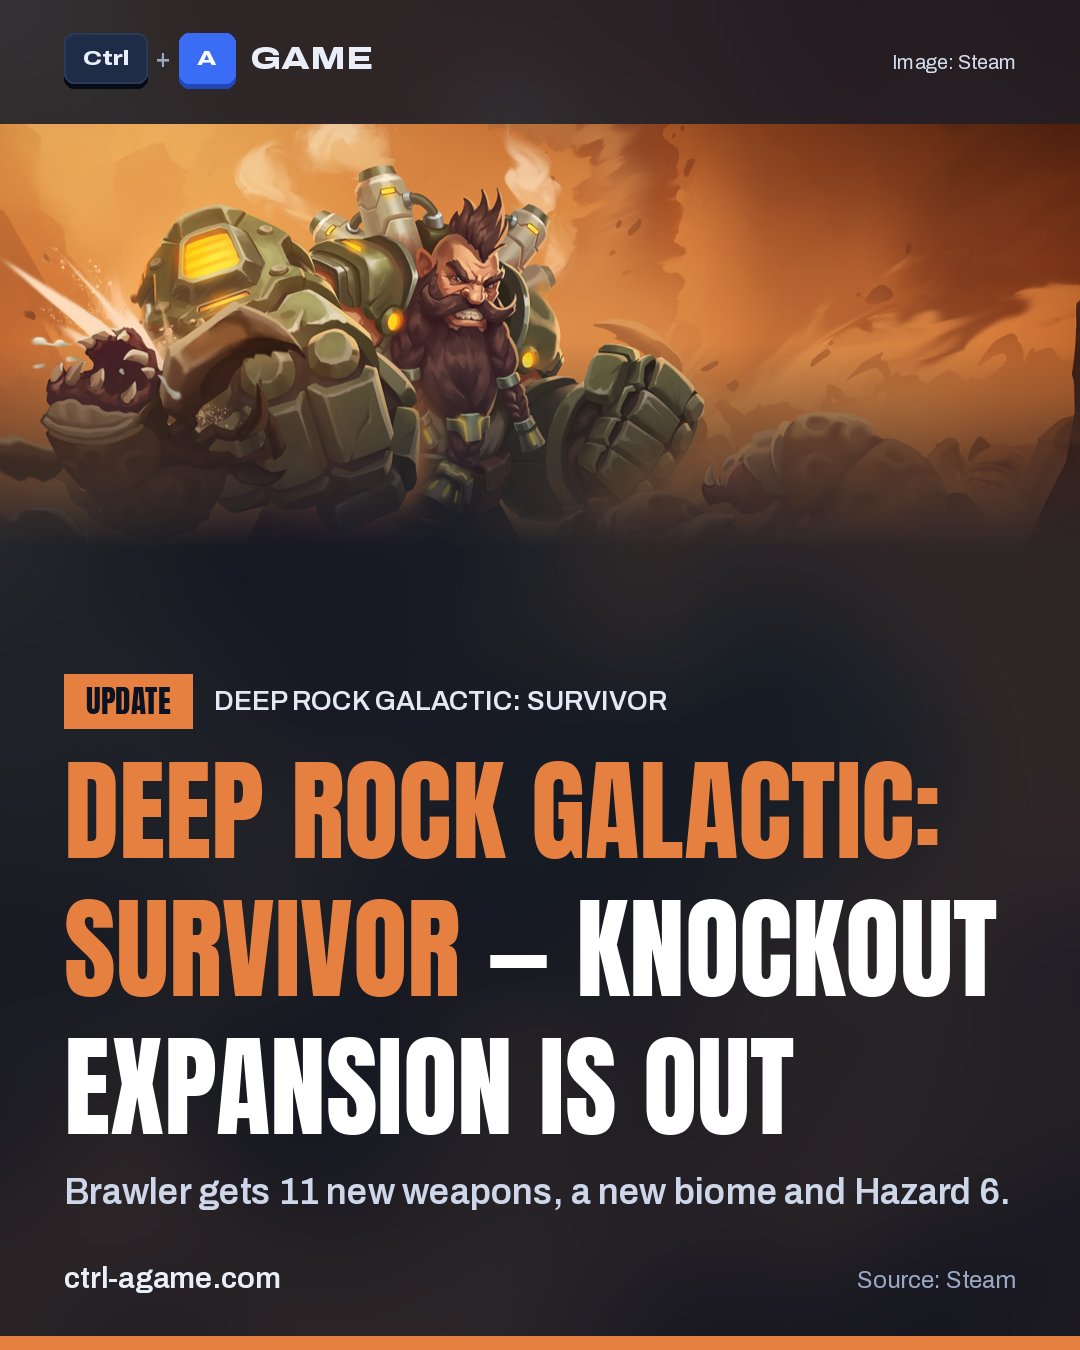 Ctrl + A GAME
Image: Steam
UPDATE DEEP ROCK GALACTIC: SURVIVOR
DEEP ROCK GALACTIC:
SURVIVOR – KNOCKOUT
EXPANSION IS OUT
Brawler gets 11 new weapons, a new biome and Hazard 6.
ctrl-agame.com
Source: Steam